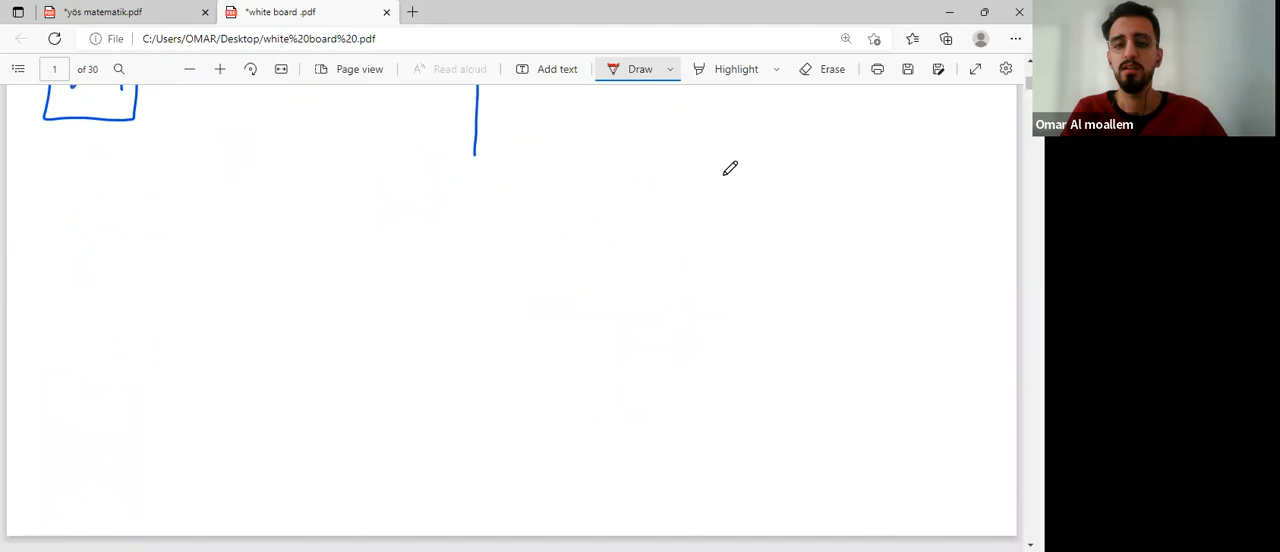 *yös matematik.pdf
*white board .pdf
File
C:/Users/OMAR/Desktop/white%20board%20.pdf
1 of 30
Page view
Read aloud
Add text
Draw
Highlight
Erase
Omar Al moallem